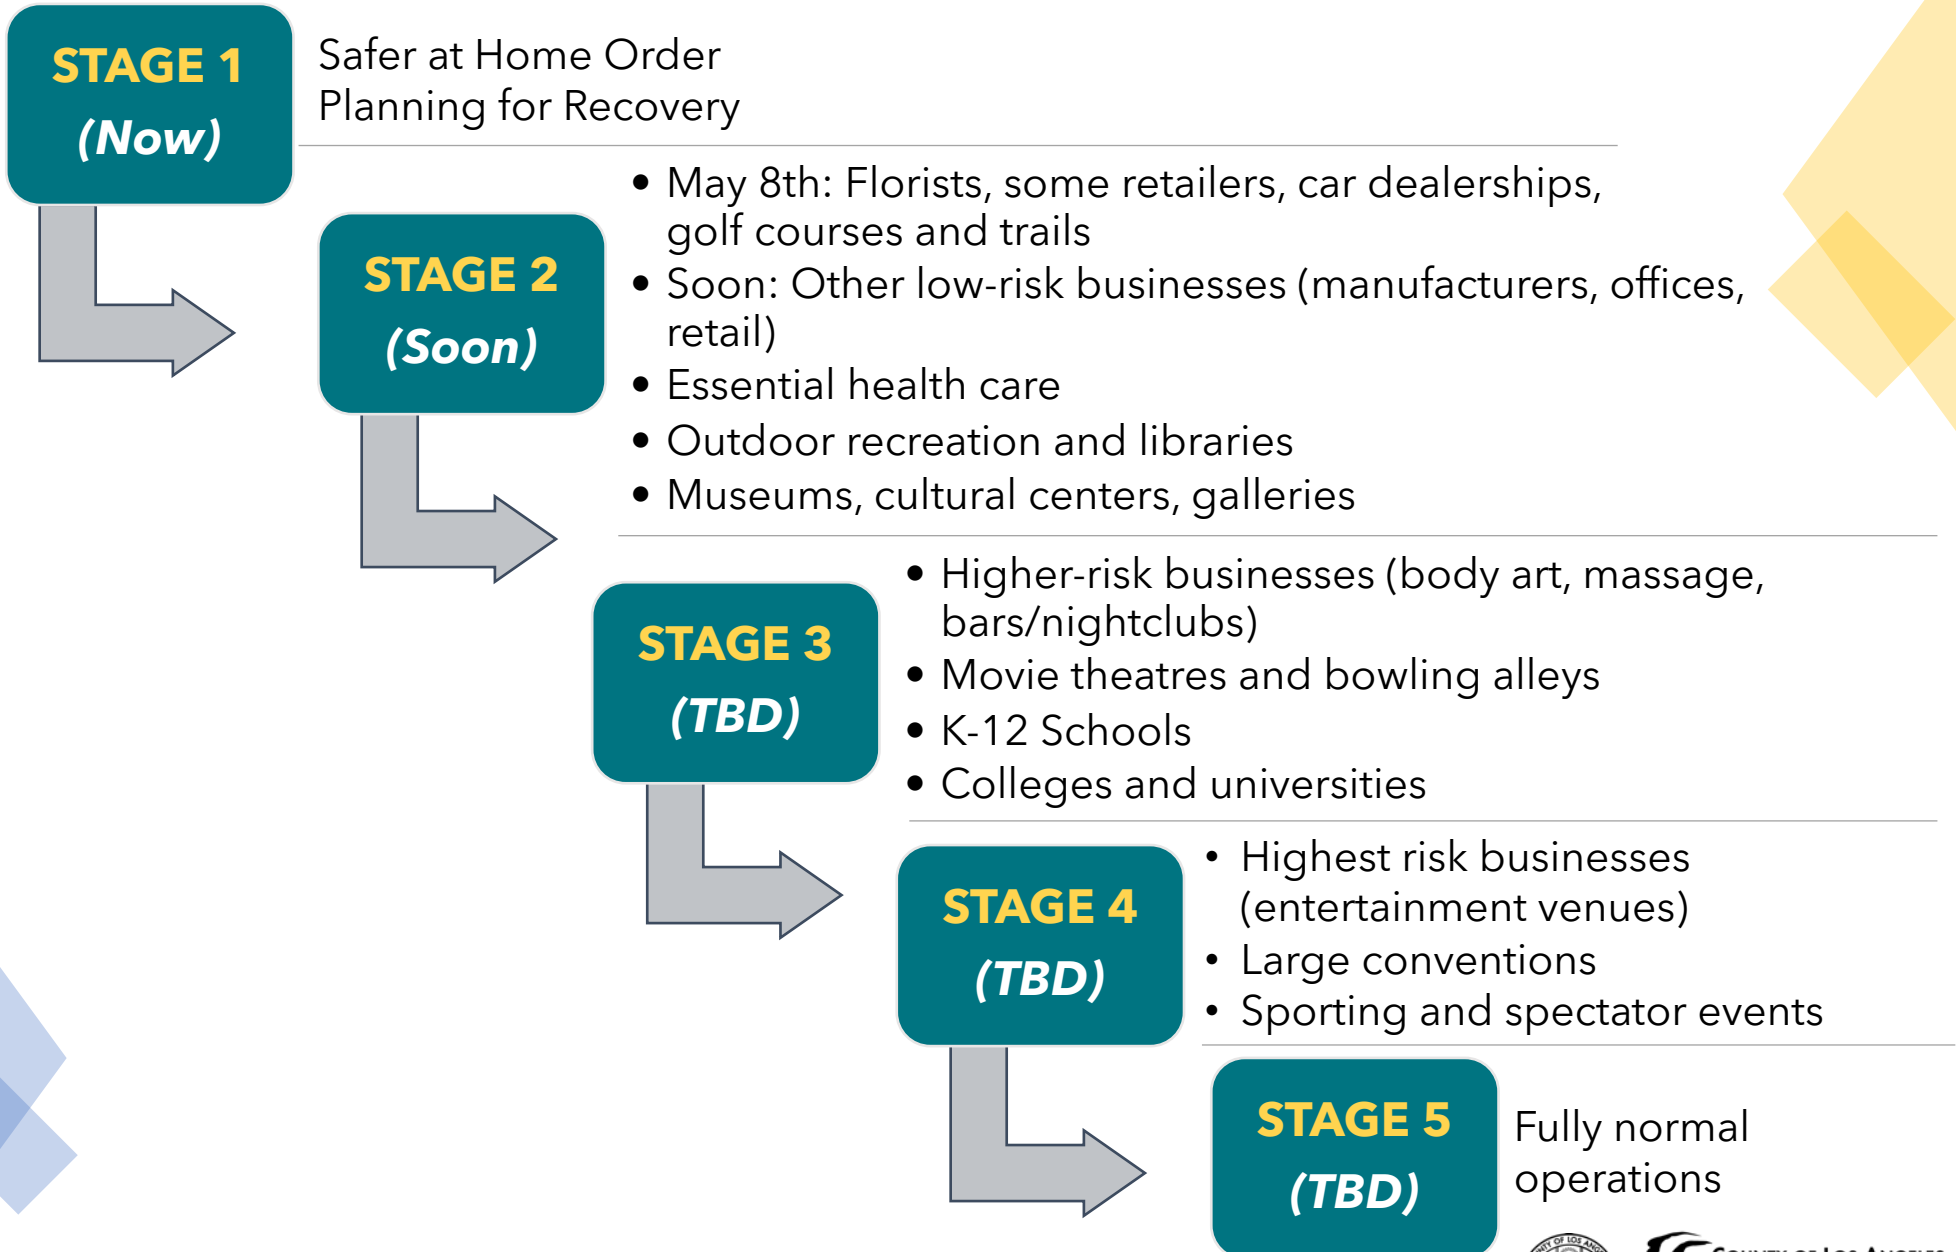 STAGE 1
(Now)
Safer at Home Order
Planning for Recovery
STAGE 2
(Soon)
• May 8th: Florists, some retailers, car dealerships,
golf courses and trails
• Soon: Other low-risk businesses (manufacturers, offices,
retail)
• Essential health care
• Outdoor recreation and libraries
• Museums, cultural centers, galleries
STAGE 3
(TBD)
• Higher-risk businesses (body art, massage,
bars/nightclubs)
• Movie theatres and bowling alleys
• K-12 Schools
• Colleges and universities
STAGE 4
(TBD)
• Highest risk businesses
(entertainment venues)
• Large conventions
• Sporting and spectator events
STAGE 5
(TBD)
Fully normal
operations
COUNTY OF LOS ANGELES